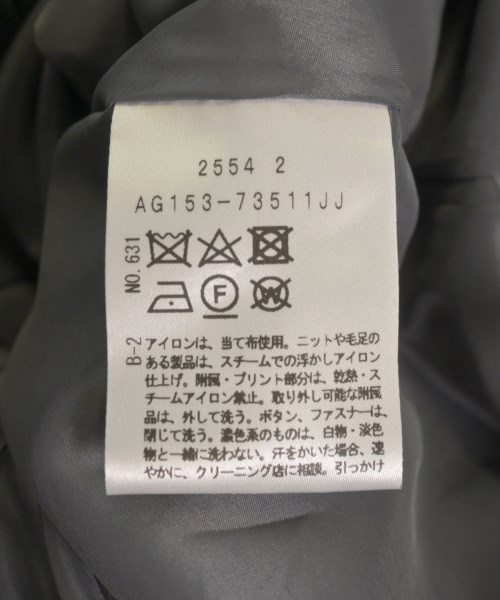 2554 2
AG153-73511JJ
NO. 631
F
W
B-2
アイロンは、当て布使用。ニットや毛足の
ある製品は、スチームでの浮かしアイロン
仕上げ。附属・プリント部分は、乾熱・ス
チームアイロン禁止。取り外し可能な附属
品は、外して洗う。ボタン、ファスナーは、
閉じて洗う。濃色系のものは、白物・淡色
物と一緒に洗わない。汗をかいた場合、速
やかに、クリーニング店に相談。引っかけ